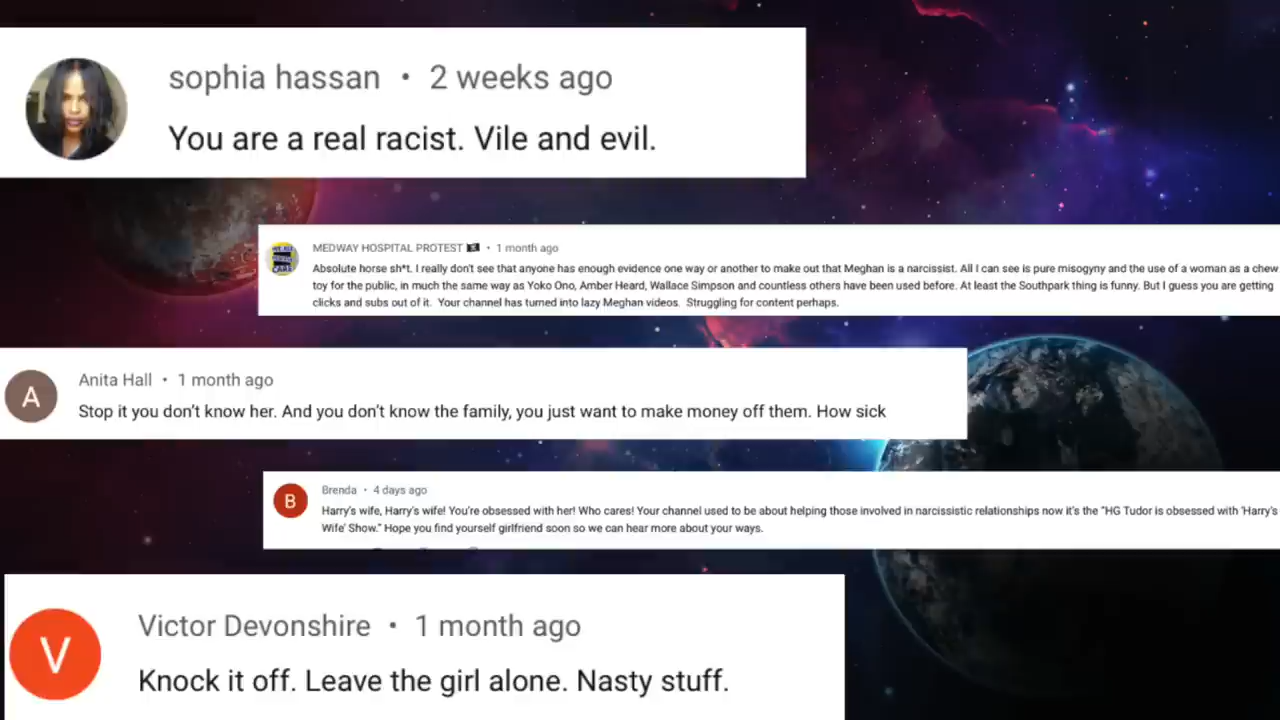 sophia hassan • 2 weeks ago
You are a real racist. Vile and evil.
MEDWAY HOSPITAL PROTEST • 1 month ago
Absolute horse sh*t. I really don't see that anyone has enough evidence one way or another to make out that Meghan is a narcissist. All I can see is pure misogyny and the use of a woman as a chew
toy for the public, in much the same way as Yoko Ono, Amber Heard, Wallace Simpson and countless others have been used before. At least the Southpark thing is funny. But I guess you are getting
clicks and subs out of it. Your channel has turned into lazy Meghan videos. Struggling for content perhaps.
A
Anita Hall • 1 month ago
Stop it you don't know her. And you don't know the family, you just want to make money off them. How sick
B
Brenda • 4 days ago
Harry's wife, Harry's wife! You're obsessed with her! Who cares! Your channel used to be about helping those involved in narcissistic relationships now it's the "HG Tudor is obsessed with 'Harry's
Wife' Show." Hope you find yourself girlfriend soon so we can hear more about your ways.
V
Victor Devonshire • 1 month ago
Knock it off. Leave the girl alone. Nasty stuff.